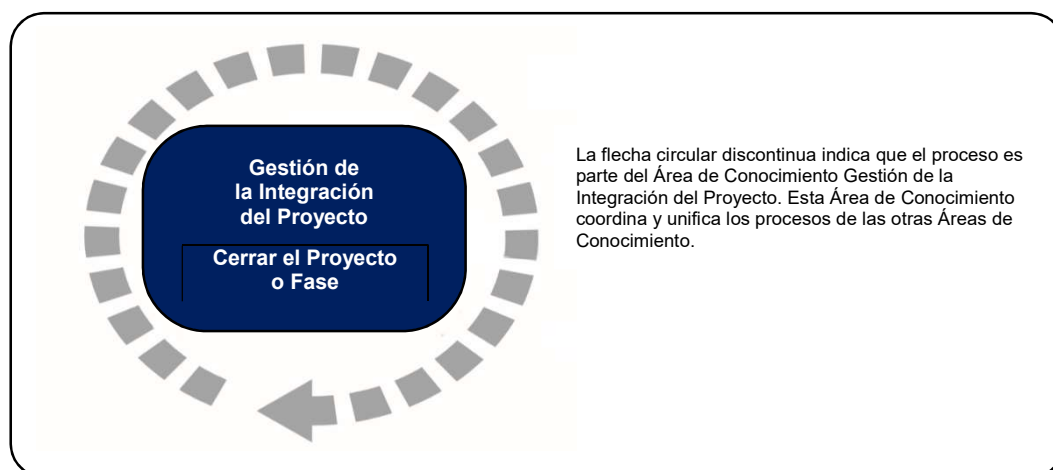 Gestión de
la Integración
del Proyecto
Cerrar el Proyecto
o Fase
La flecha circular discontinua indica que el proceso es
parte del Área de Conocimiento Gestión de la
Integración del Proyecto. Esta Área de Conocimiento
coordina y unifica los procesos de las otras Áreas de
Conocimiento.